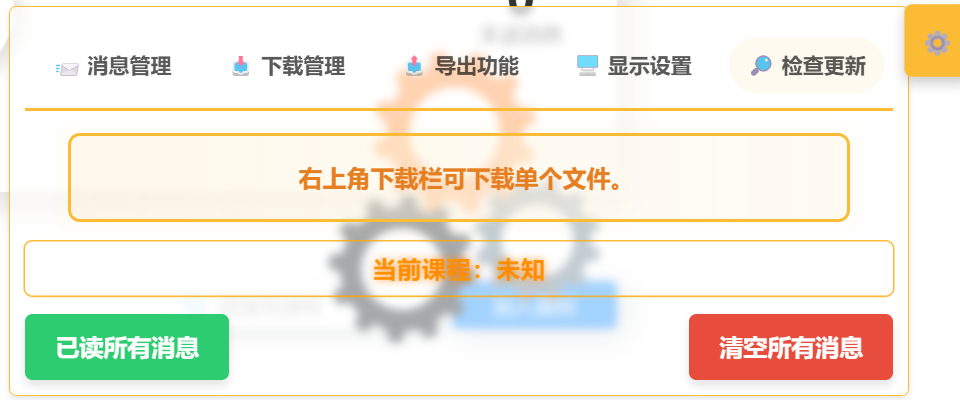 消息管理 下载管理 导出功能 显示设置 检查更新
右上角下载栏可下载单个文件。
当前课程：未知
已读所有消息 清空所有消息